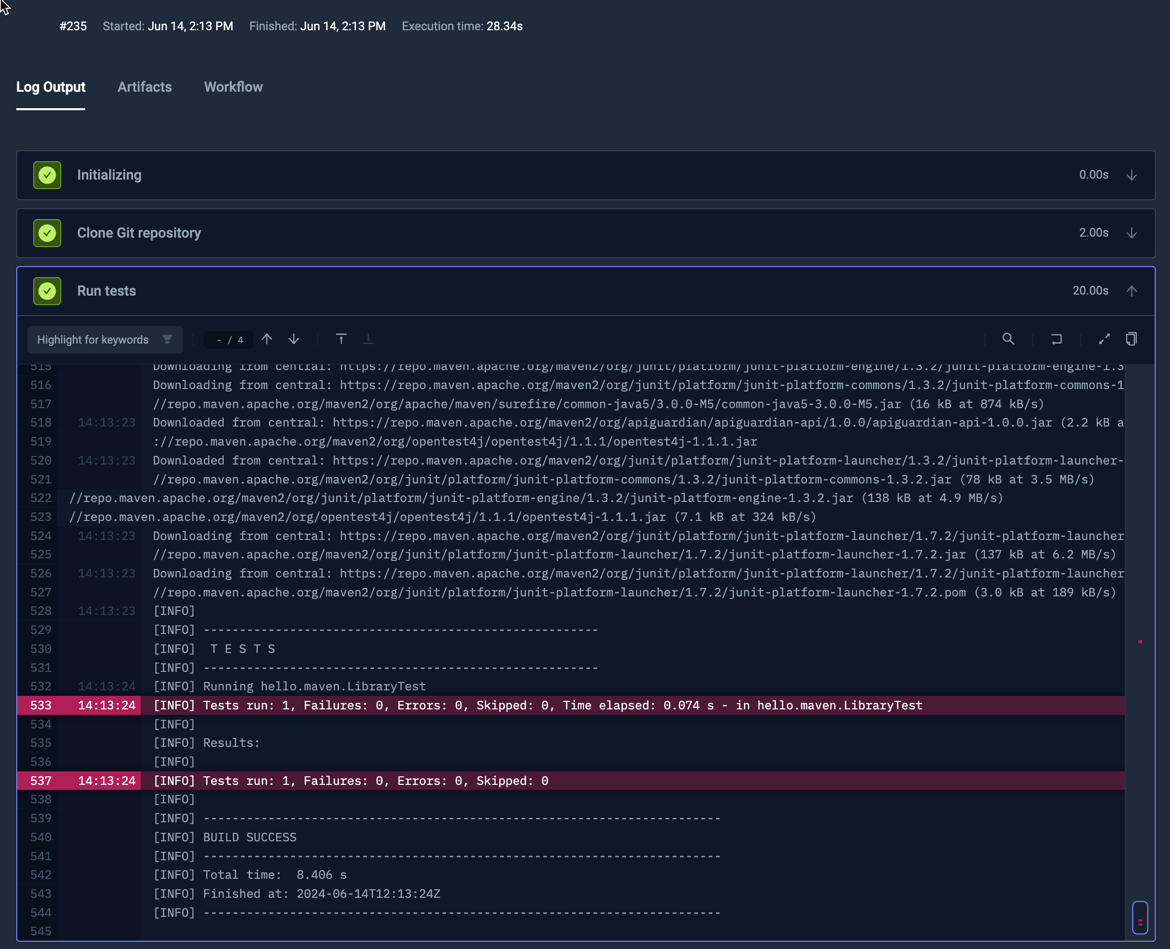 #235 Started: Jun 14, 2:13 PM Finished: Jun 14, 2:13 PM Execution time: 28.34s
Log Output Artifacts Workflow
Initializing 0.00s
Clone Git repository 2.00s
Run tests 20.00s
Highlight for keywords - / 4
515 Downloading from central: https://repo.maven.apache.org/maven2/org/junit/platform/junit-platform-engine/1.3.2/junit-platform-engine-1.3
516 Downloading from central: https://repo.maven.apache.org/maven2/org/junit/platform/junit-platform-commons/1.3.2/junit-platform-commons-1
517 //repo.maven.apache.org/maven2/org/apache/maven/surefire/common-java5/3.0.0-M5/common-java5-3.0.0-M5.jar (16 kB at 874 kB/s)
518 14:13:23 Downloaded from central: https://repo.maven.apache.org/maven2/org/apiguardian/apiguardian-api/1.0.0/apiguardian-api-1.0.0.jar (2.2 kB a
519 ://repo.maven.apache.org/maven2/org/opentest4j/opentest4j/1.1.1/opentest4j-1.1.1.jar
520 14:13:23 Downloaded from central: https://repo.maven.apache.org/maven2/org/junit/platform/junit-platform-launcher/1.3.2/junit-platform-launcher-
521 //repo.maven.apache.org/maven2/org/junit/platform/junit-platform-commons/1.3.2/junit-platform-commons-1.3.2.jar (78 kB at 3.5 MB/s)
522 //repo.maven.apache.org/maven2/org/junit/platform/junit-platform-engine/1.3.2/junit-platform-engine-1.3.2.jar (138 kB at 4.9 MB/s)
523 //repo.maven.apache.org/maven2/org/opentest4j/opentest4j/1.1.1/opentest4j-1.1.1.jar (7.1 kB at 324 kB/s)
524 14:13:23 Downloading from central: https://repo.maven.apache.org/maven2/org/junit/platform/junit-platform-launcher/1.7.2/junit-platform-launcher
525 //repo.maven.apache.org/maven2/org/junit/platform/junit-platform-launcher/1.7.2/junit-platform-launcher-1.7.2.jar (137 kB at 6.2 MB/s)
526 14:13:23 Downloading from central: https://repo.maven.apache.org/maven2/org/junit/platform/junit-platform-launcher/1.7.2/junit-platform-launcher
527 //repo.maven.apache.org/maven2/org/junit/platform/junit-platform-launcher/1.7.2/junit-platform-launcher-1.7.2.pom (3.0 kB at 189 kB/s)
528 14:13:23 [INFO]
529 [INFO] -------------------------------------------------------
530 [INFO]  T E S T S
531 [INFO] -------------------------------------------------------
532 14:13:24 [INFO] Running hello.maven.LibraryTest
533 14:13:24 [INFO] Tests run: 1, Failures: 0, Errors: 0, Skipped: 0, Time elapsed: 0.074 s - in hello.maven.LibraryTest
534 [INFO]
535 [INFO] Results:
536 [INFO]
537 14:13:24 [INFO] Tests run: 1, Failures: 0, Errors: 0, Skipped: 0
538 [INFO]
539 [INFO] ------------------------------------------------------------------------
540 [INFO] BUILD SUCCESS
541 [INFO] ------------------------------------------------------------------------
542 [INFO] Total time:  8.406 s
543 [INFO] Finished at: 2024-06-14T12:13:24Z
544 [INFO] ------------------------------------------------------------------------
545